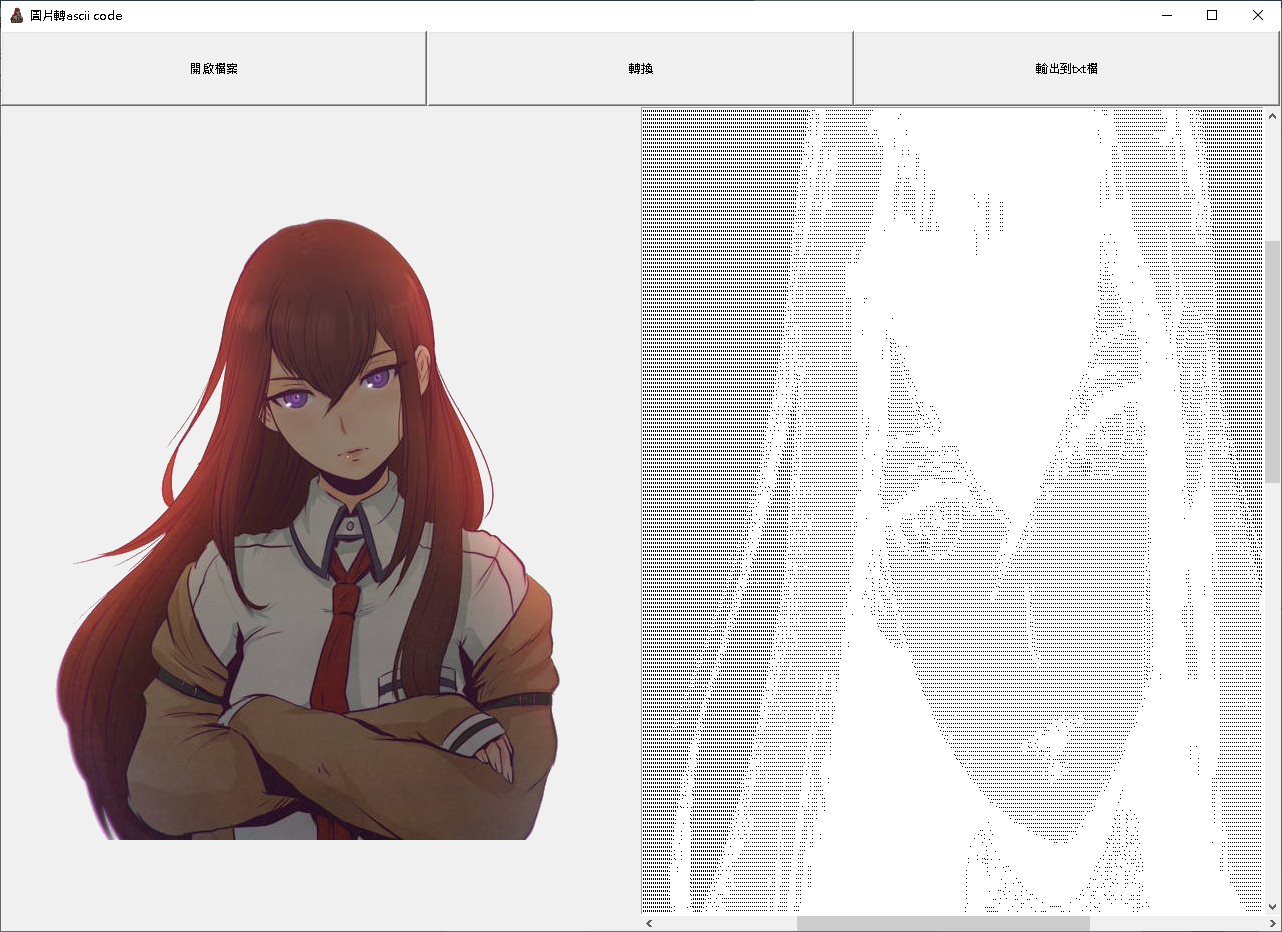 圖片轉ascii code
開啟檔案
轉換
輸出到txt檔